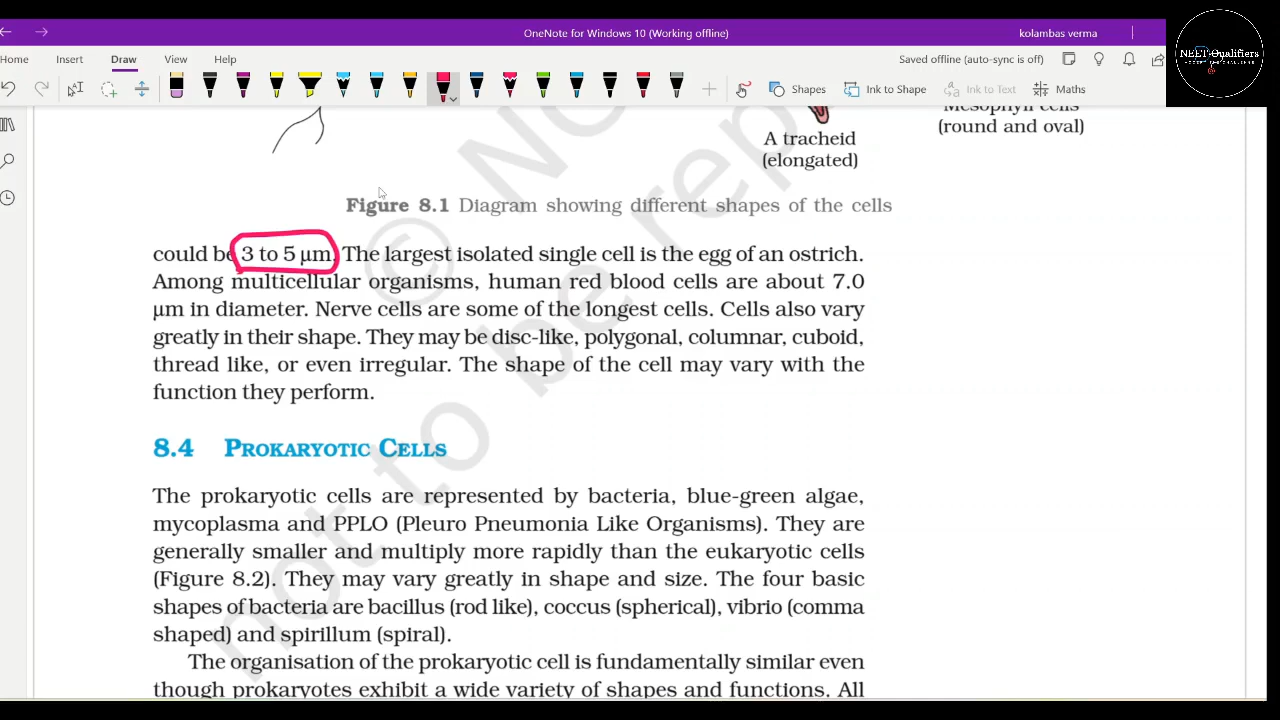 OneNote for Windows 10 (Working offline)
kolambas verma
Home Insert Draw View Help
Saved offline (auto-sync is off)
NEET Qualifiers
Shapes Ink to Shape Ink to Text Maths
Mesophyll cells
(round and oval)
A tracheid
(elongated)
Figure 8.1 Diagram showing different shapes of the cells
could be 3 to 5 µm. The largest isolated single cell is the egg of an ostrich.
Among multicellular organisms, human red blood cells are about 7.0
µm in diameter. Nerve cells are some of the longest cells. Cells also vary
greatly in their shape. They may be disc-like, polygonal, columnar, cuboid,
thread like, or even irregular. The shape of the cell may vary with the
function they perform.
8.4 PROKARYOTIC CELLS
The prokaryotic cells are represented by bacteria, blue-green algae,
mycoplasma and PPLO (Pleuro Pneumonia Like Organisms). They are
generally smaller and multiply more rapidly than the eukaryotic cells
(Figure 8.2). They may vary greatly in shape and size. The four basic
shapes of bacteria are bacillus (rod like), coccus (spherical), vibrio (comma
shaped) and spirillum (spiral).
The organisation of the prokaryotic cell is fundamentally similar even
though prokaryotes exhibit a wide variety of shapes and functions. All
© NO
not to be rep